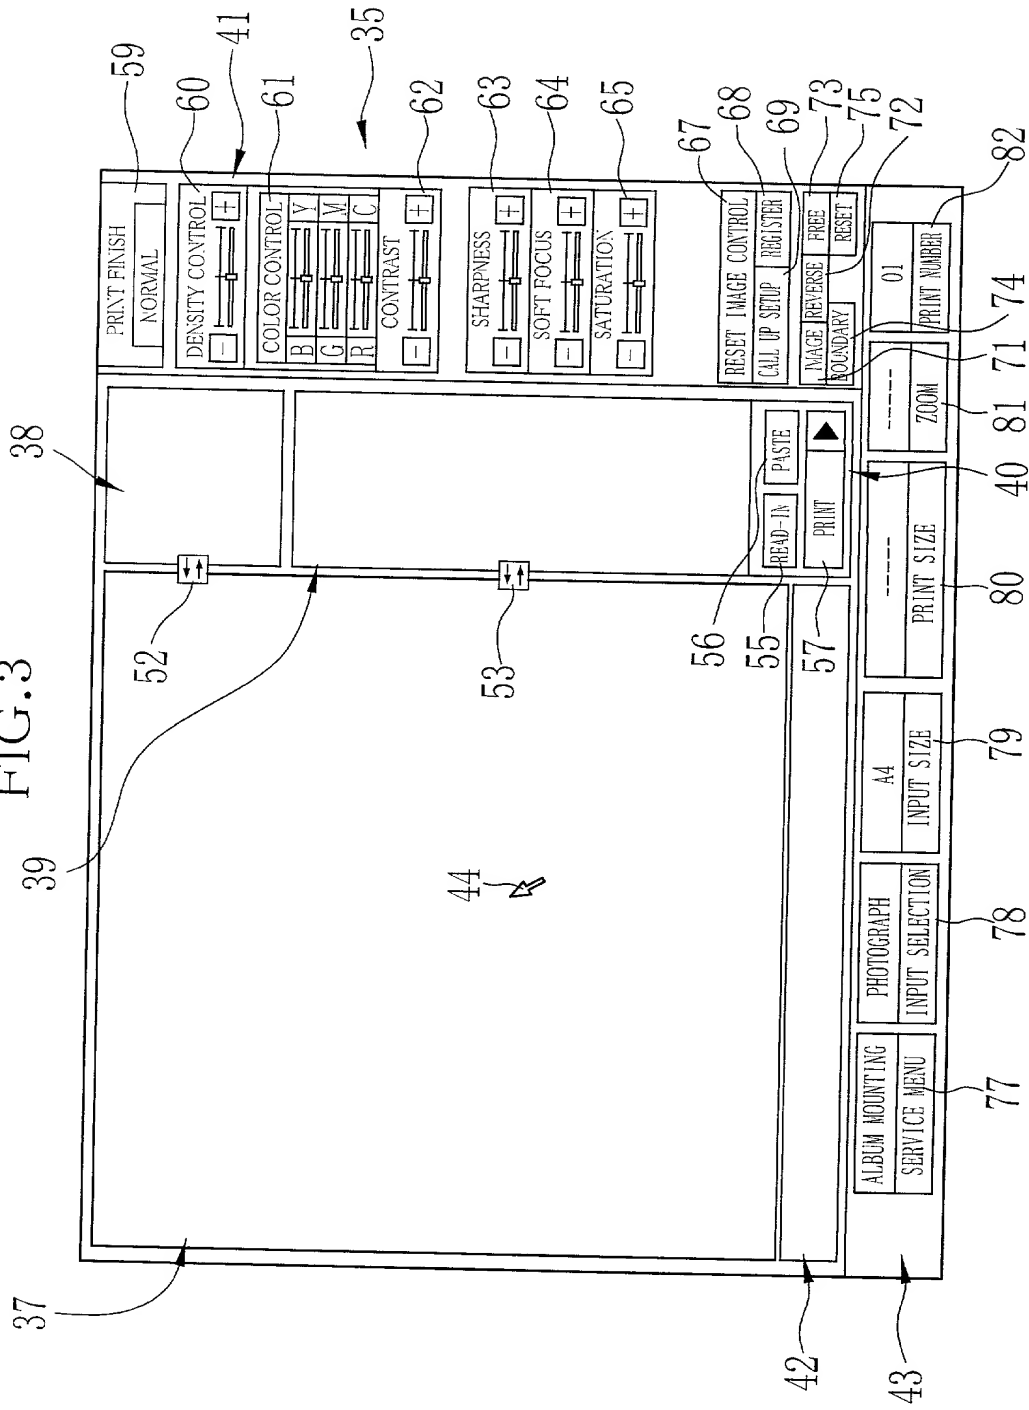 FIG.3
37
39
52
38
35
41
PRINT FINISH
NORMAL
59
DENSITY CONTROL
- +
60
COLOR CONTROL
B Y
G M
R C
61
CONTRAST
- +
62
SHARPNESS
- +
63
SOFT FOCUS
- +
64
SATURATION
- +
65
44
53
56
55
57
READ-IN PASTE
PRINT
40
RESET IMAGE CONTROL
CALL UP SETUP REGISTER
67
68
69
IMAGE REVERSE FREE
BOUNDARY RESET
73
75
72
71
74
42
43
ALBUM MOUNTING
SERVICE MENU
77
PHOTOGRAPH
INPUT SELECTION
78
A4
INPUT SIZE
79
------
PRINT SIZE
80
------
ZOOM
81
01
PRINT NUMBER
82